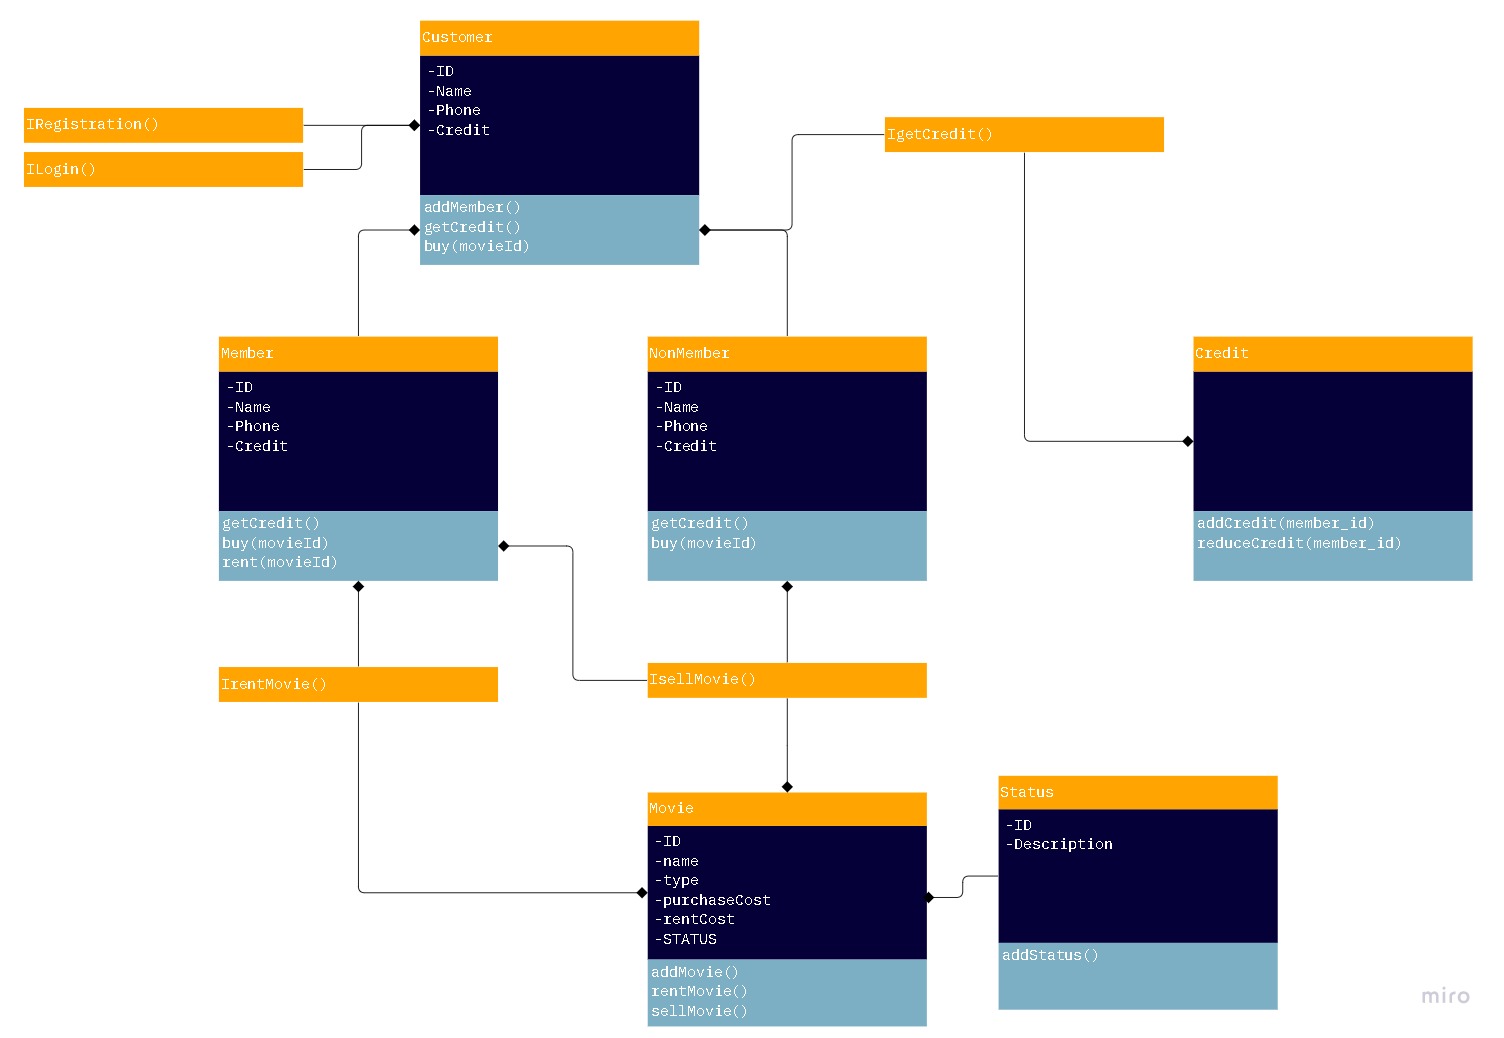 Customer
-ID
-Name
-Phone
-Credit
addMember()
getCredit()
buy(movieId)
IRegistration()
ILogin()
IgetCredit()
Member
-ID
-Name
-Phone
-Credit
getCredit()
buy(movieId)
rent(movieId)
NonMember
-ID
-Name
-Phone
-Credit
getCredit()
buy(movieId)
Credit
addCredit(member_id)
reduceCredit(member_id)
IrentMovie()
IsellMovie()
Movie
-ID
-name
-type
-purchaseCost
-rentCost
-STATUS
addMovie()
rentMovie()
sellMovie()
Status
-ID
-Description
addStatus()
miro